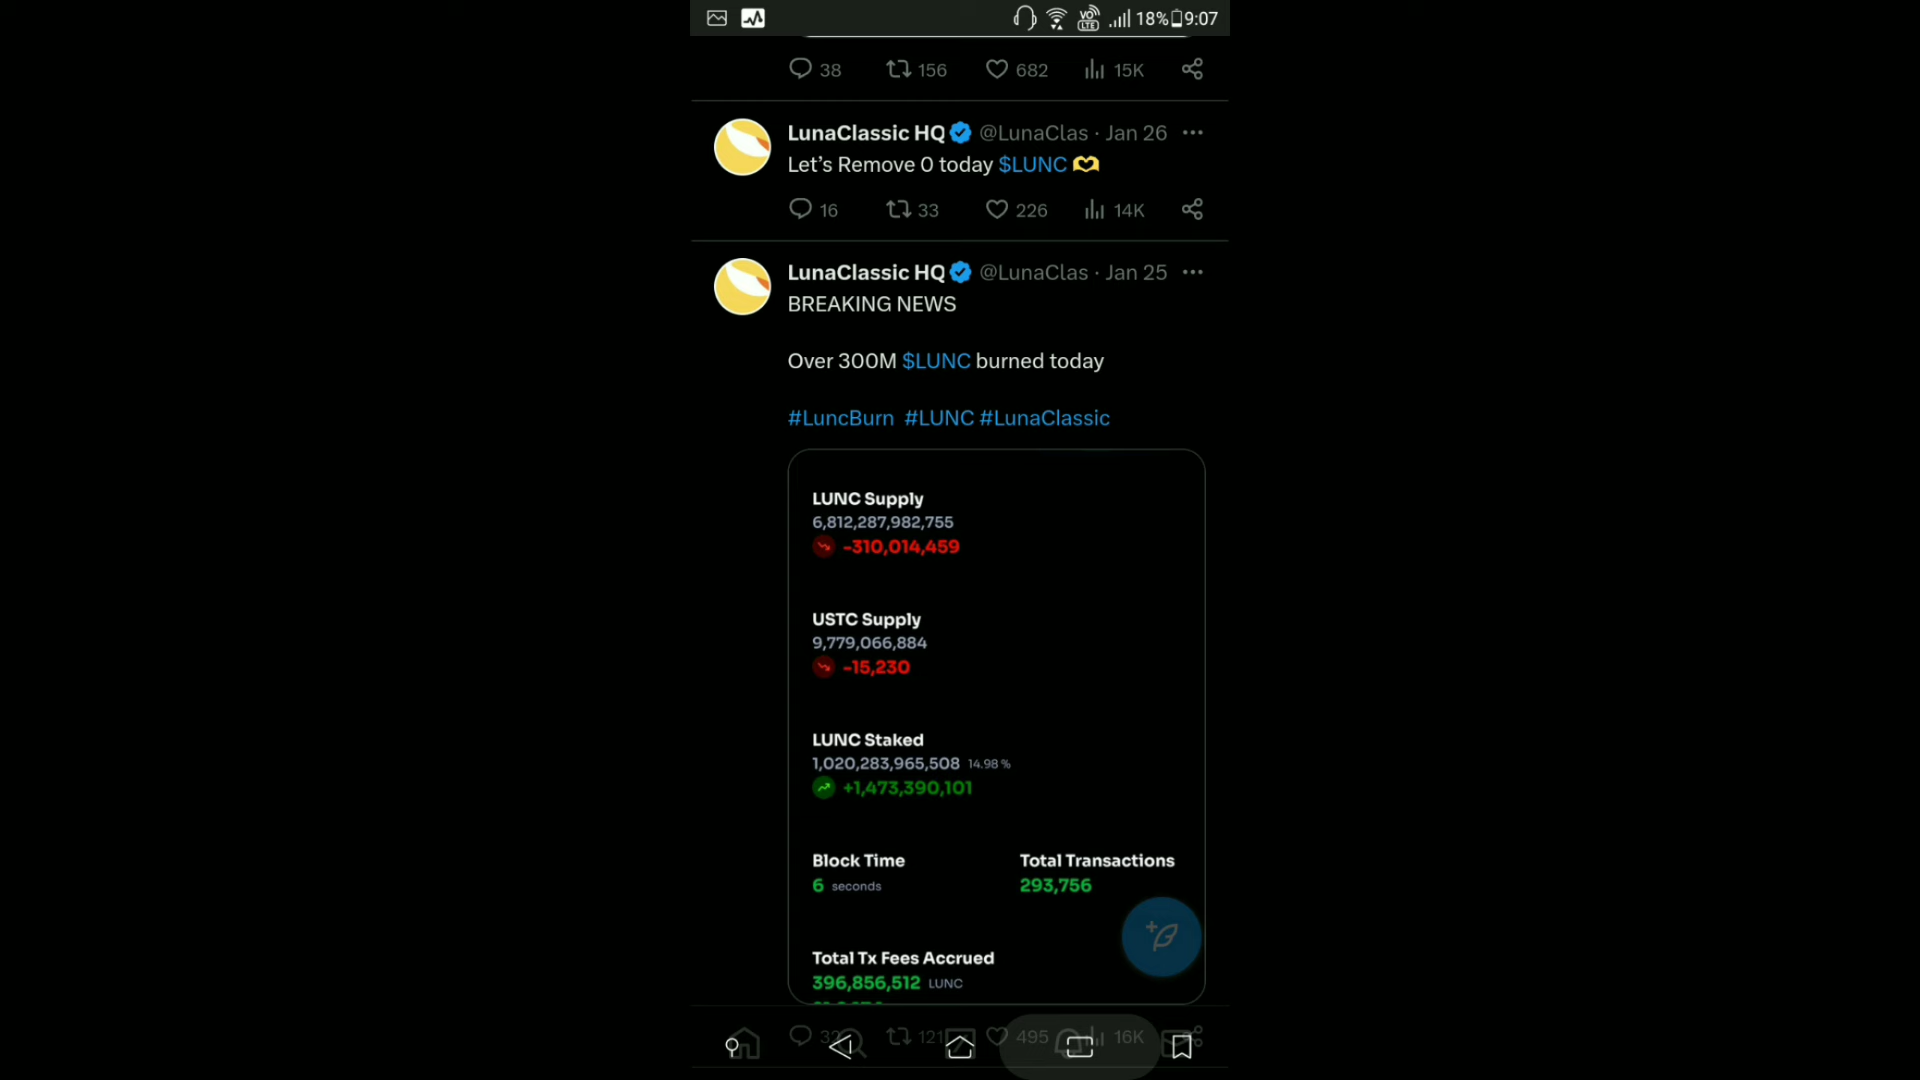 18% 9:07
38 156 682 15K
LunaClassic HQ @LunaClas · Jan 26 ···
Let’s Remove 0 today $LUNC 🫶
16 33 226 14K
LunaClassic HQ @LunaClas · Jan 25 ···
BREAKING NEWS
Over 300M $LUNC burned today
#LuncBurn #LUNC #LunaClassic
LUNC Supply
6,812,287,982,755
-310,014,459
USTC Supply
9,779,066,884
-15,230
LUNC Staked
1,020,283,965,508 14.98 %
+1,473,390,101
Block Time Total Transactions
6 seconds 293,756
Total Tx Fees Accrued
396,856,512 LUNC
121 495 16K